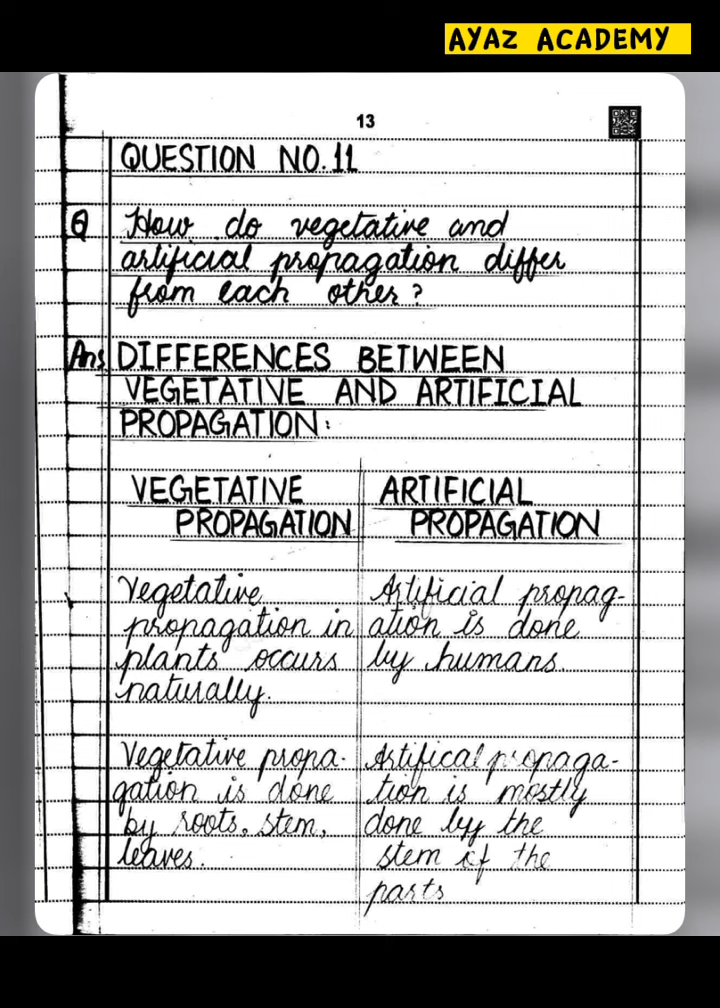 AYAZ ACADEMY
13
QUESTION NO. 11
Q How do vegetative and
artificial propagation differ
from each other?
Ans DIFFERENCES BETWEEN
VEGETATIVE AND ARTIFICIAL
PROPAGATION:
VEGETATIVE
PROPAGATION
Vegetative
propagation in
plants occurs
naturally.
Vegetative propa-
gation is done
by roots, stem,
leaves.
ARTIFICIAL
PROPAGATION
Artificial propag-
ation is done
by humans.
Artifical propaga-
tion is mostly
done by the
stem of the
parts